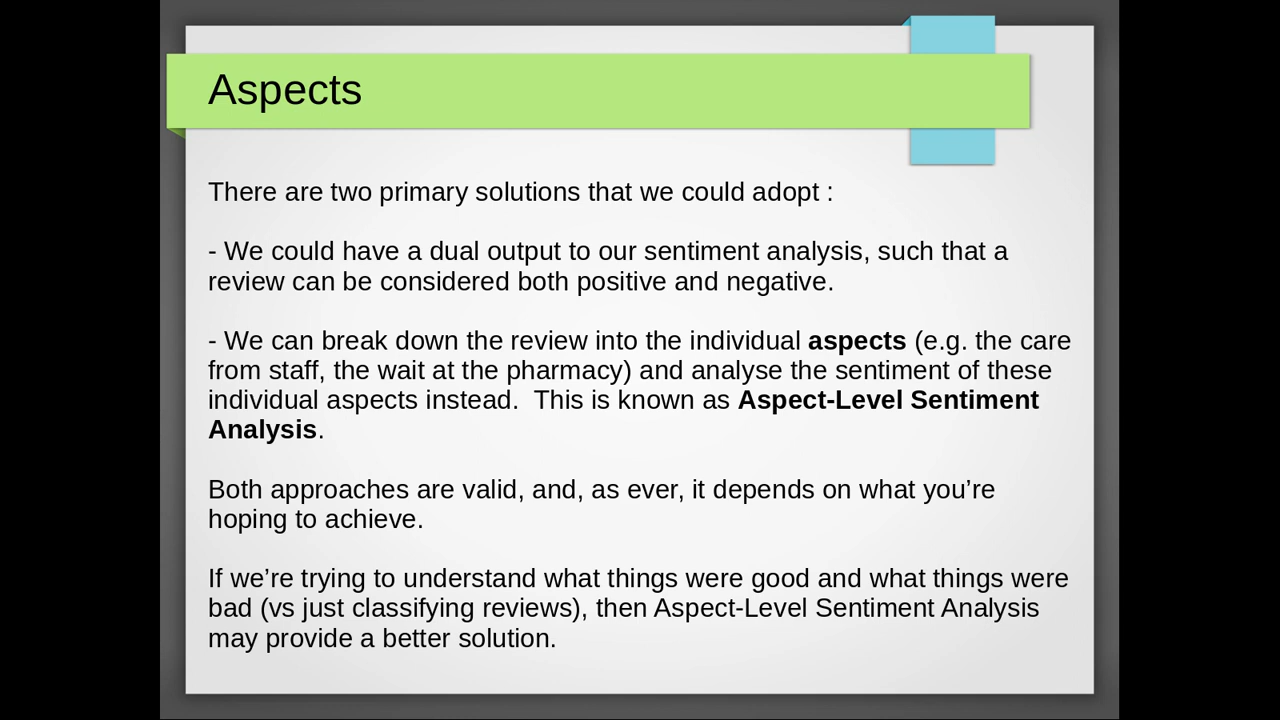 Aspects
There are two primary solutions that we could adopt :
- We could have a dual output to our sentiment analysis, such that a
review can be considered both positive and negative.
- We can break down the review into the individual aspects (e.g. the care
from staff, the wait at the pharmacy) and analyse the sentiment of these
individual aspects instead.  This is known as Aspect-Level Sentiment
Analysis.
Both approaches are valid, and, as ever, it depends on what you’re
hoping to achieve.
If we’re trying to understand what things were good and what things were
bad (vs just classifying reviews), then Aspect-Level Sentiment Analysis
may provide a better solution.